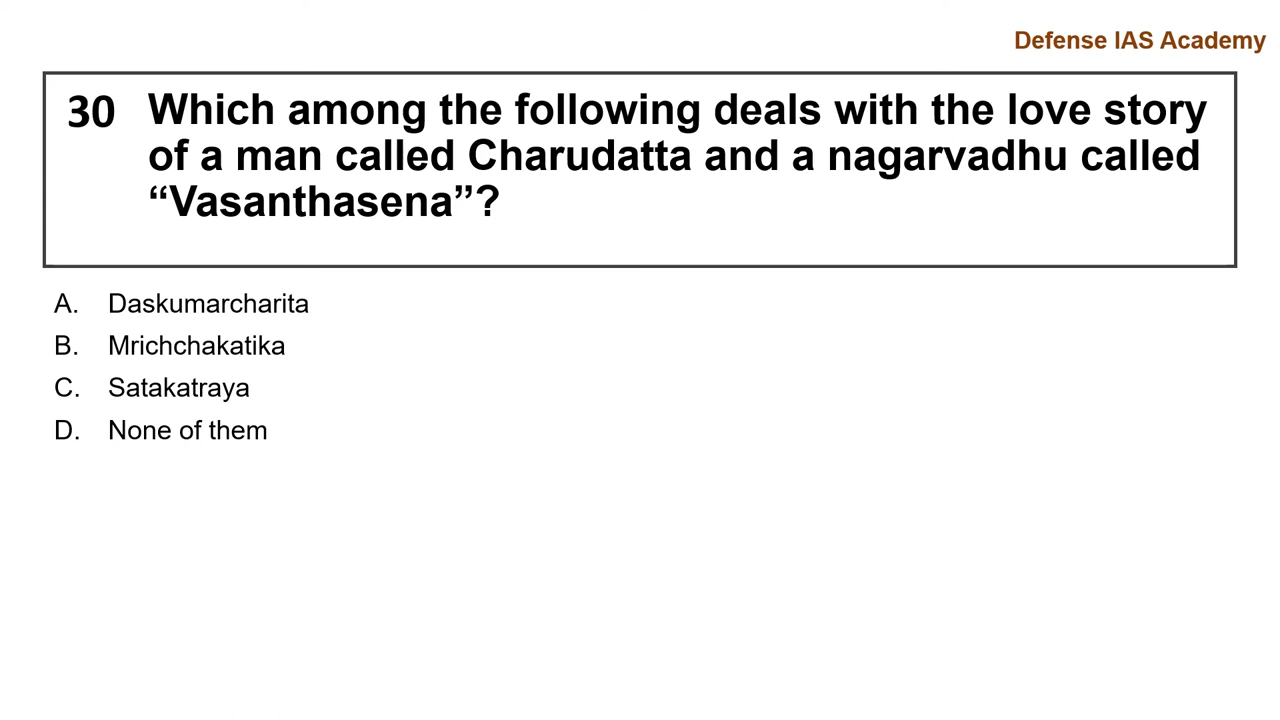 Defense IAS Academy
30 Which among the following deals with the love story
of a man called Charudatta and a nagarvadhu called
“Vasanthasena”?
A. Daskumarcharita
B. Mrichchakatika
C. Satakatraya
D. None of them